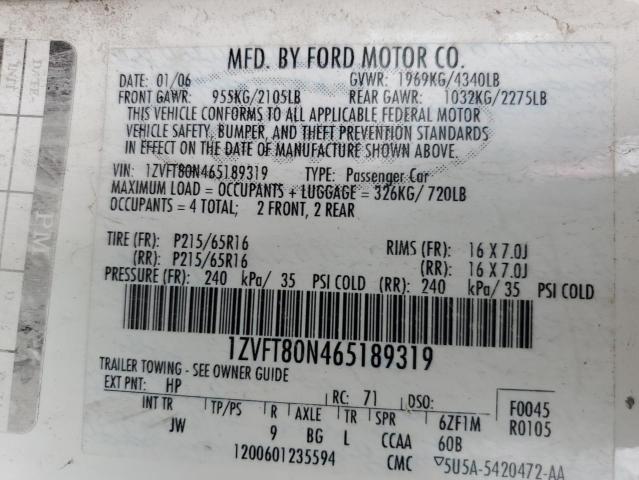 MFD. BY FORD MOTOR CO.
DATE: 01/06 GVWR: 1969KG/4340LB
FRONT GAWR: 955KG/2105LB REAR GAWR: 1032KG/2275LB
THIS VEHICLE CONFORMS TO ALL APPLICABLE FEDERAL MOTOR
VEHICLE SAFETY, BUMPER, AND THEFT PREVENTION STANDARDS
IN EFFECT ON THE DATE OF MANUFACTURE SHOWN ABOVE.
VIN: 1ZVFT80N465189319 TYPE: Passenger Car
MAXIMUM LOAD = OCCUPANTS + LUGGAGE = 326KG/ 720LB
OCCUPANTS = 4 TOTAL; 2 FRONT, 2 REAR
TIRE (FR): P215/65R16 RIMS (FR): 16 X 7.0J
(RR): P215/65R16 (RR): 16 X 7.0J
PRESSURE (FR): 240 kPa/ 35 PSI COLD (RR): 240 kPa/ 35 PSI COLD
1ZVFT80N465189319
TRAILER TOWING - SEE OWNER GUIDE
EXT PNT: HP RC: 71 DSO: F0045
INT TR TP/PS R AXLE TR SPR 6ZF1M R0105
JW 9 BG L CCAA 60B
1200601235594 CMC ▽5U5A-5420472-AA
PM